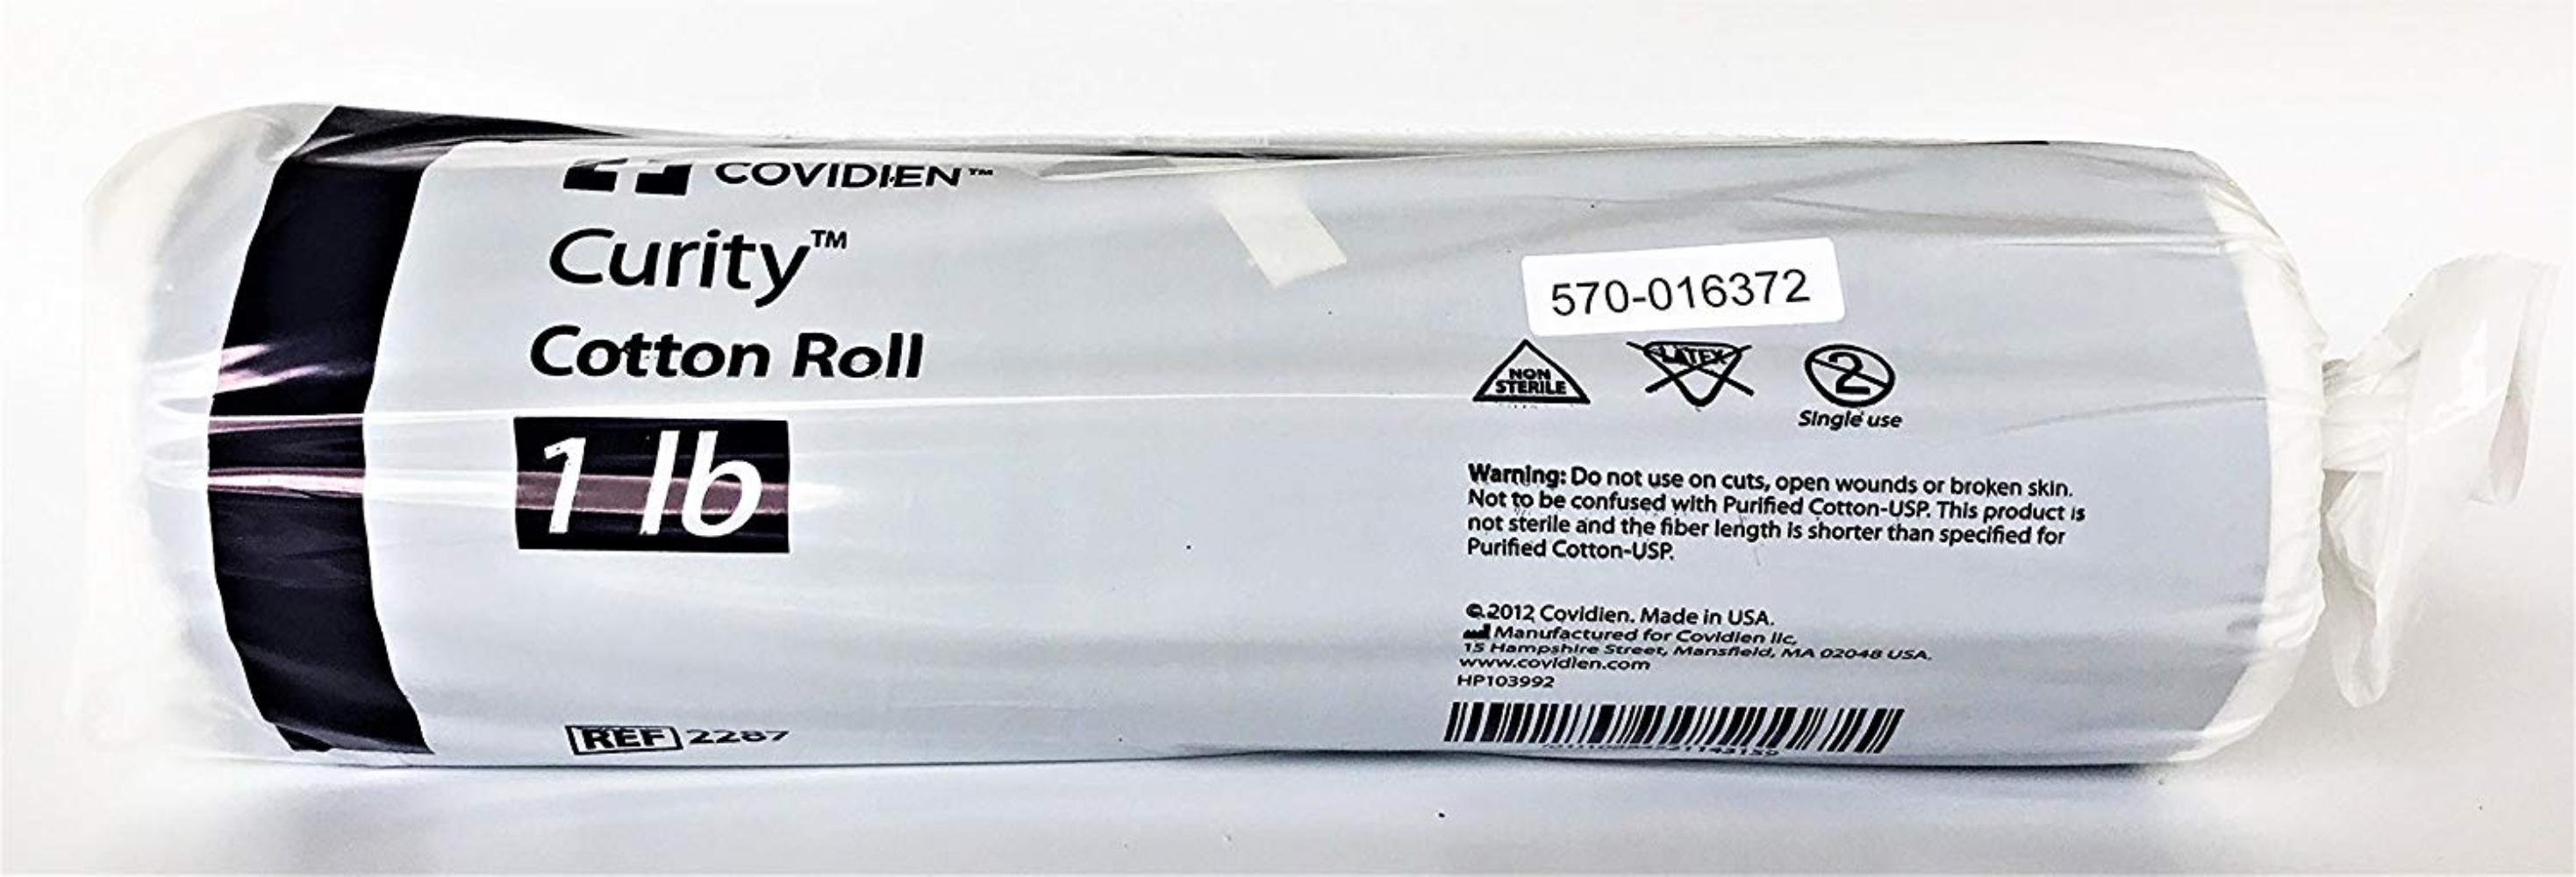 COVIDIEN™
Curity™
Cotton Roll
1 lb
REF 2287
570-016372
NON
STERILE
LATEX
2
Single use
Warning: Do not use on cuts, open wounds or broken skin.
Not to be confused with Purified Cotton-USP. This product is
not sterile and the fiber length is shorter than specified for
Purified Cotton-USP.
© 2012 Covidien. Made in USA.
Manufactured for Covidien llc,
15 Hampshire Street, Mansfield, MA 02048 USA.
www.covidien.com
HP103992